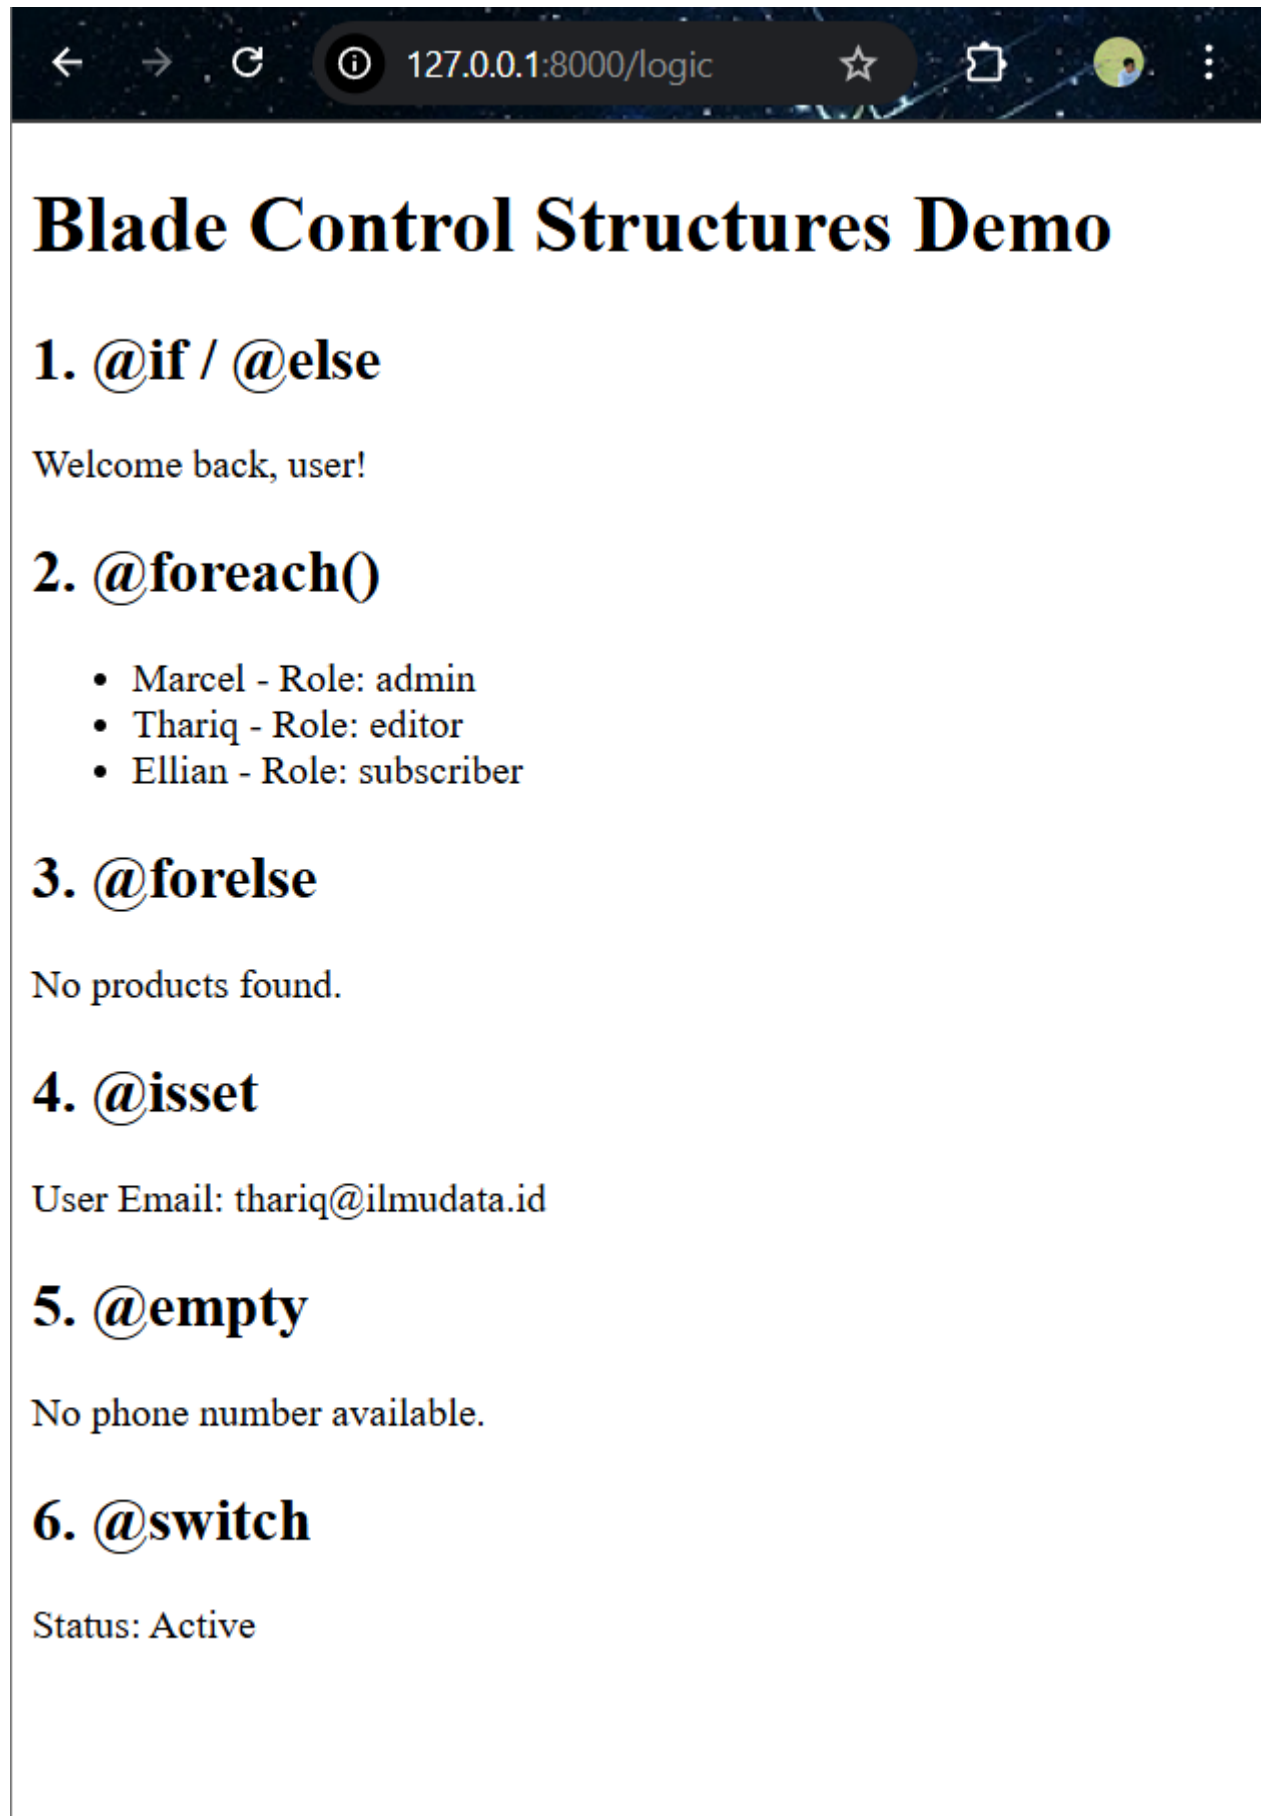 127.0.0.1:8000/logic
Blade Control Structures Demo
1. @if / @else
Welcome back, user!
2. @foreach()
• Marcel - Role: admin
• Thariq - Role: editor
• Ellian - Role: subscriber
3. @forelse
No products found.
4. @isset
User Email: thariq@ilmudata.id
5. @empty
No phone number available.
6. @switch
Status: Active